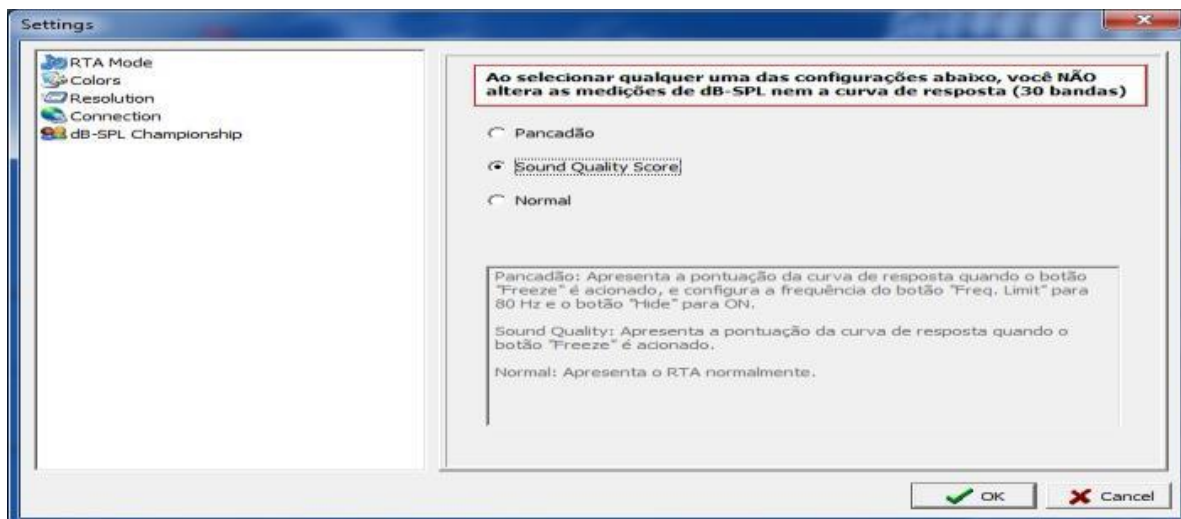 Settings
RTA Mode
Colors
Resolution
Connection
dB-SPL Championship
Ao selecionar qualquer uma das configurações abaixo, você NÃO
altera as medições de dB-SPL nem a curva de resposta (30 bandas)
Pancadão
Sound Quality Score
Normal
Pancadão: Apresenta a pontuação da curva de resposta quando o botão
"Freeze" é acionado, e configura a frequência do botão "Freq. Limit" para
80 Hz e o botão "Hide" para ON.
Sound Quality: Apresenta a pontuação da curva de resposta quando o
botão "Freeze" é acionado.
Normal: Apresenta o RTA normalmente.
OK
Cancel